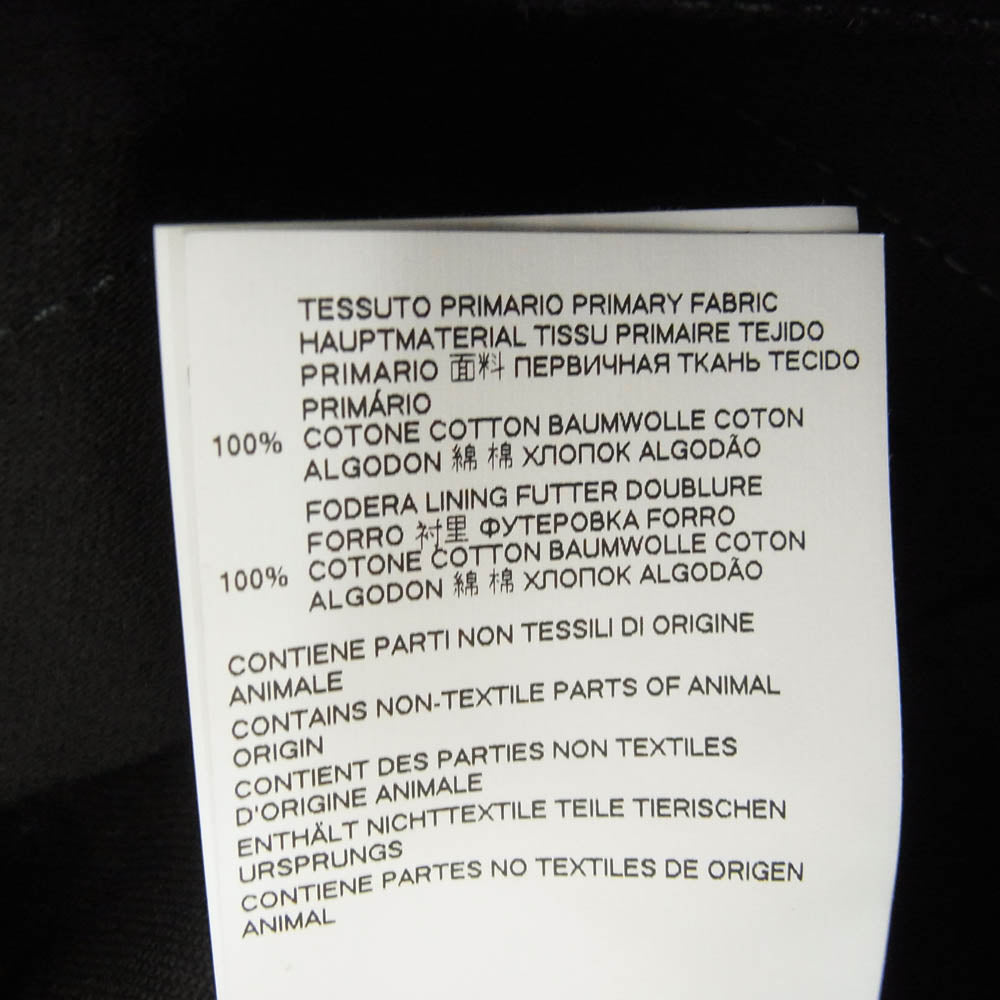 TESSUTO PRIMARIO PRIMARY FABRIC
HAUPTMATERIAL TISSU PRIMAIRE TEJIDO
PRIMARIO 面料 ПЕРВИЧНАЯ ТКАНЬ TECIDO
PRIMÁRIO
100% COTONE COTTON BAUMWOLLE COTON
ALGODON 綿 棉 ХЛОПОК ALGODÃO
FODERA LINING FUTTER DOUBLURE
FORRO 衬里 ФУТЕРОВКА FORRO
100% COTONE COTTON BAUMWOLLE COTON
ALGODON 綿 棉 ХЛОПОК ALGODÃO
CONTIENE PARTI NON TESSILI DI ORIGINE
ANIMALE
CONTAINS NON-TEXTILE PARTS OF ANIMAL
ORIGIN
CONTIENT DES PARTIES NON TEXTILES
D'ORIGINE ANIMALE
ENTHÄLT NICHTTEXTILE TEILE TIERISCHEN
URSPRUNGS
CONTIENE PARTES NO TEXTILES DE ORIGEN
ANIMAL